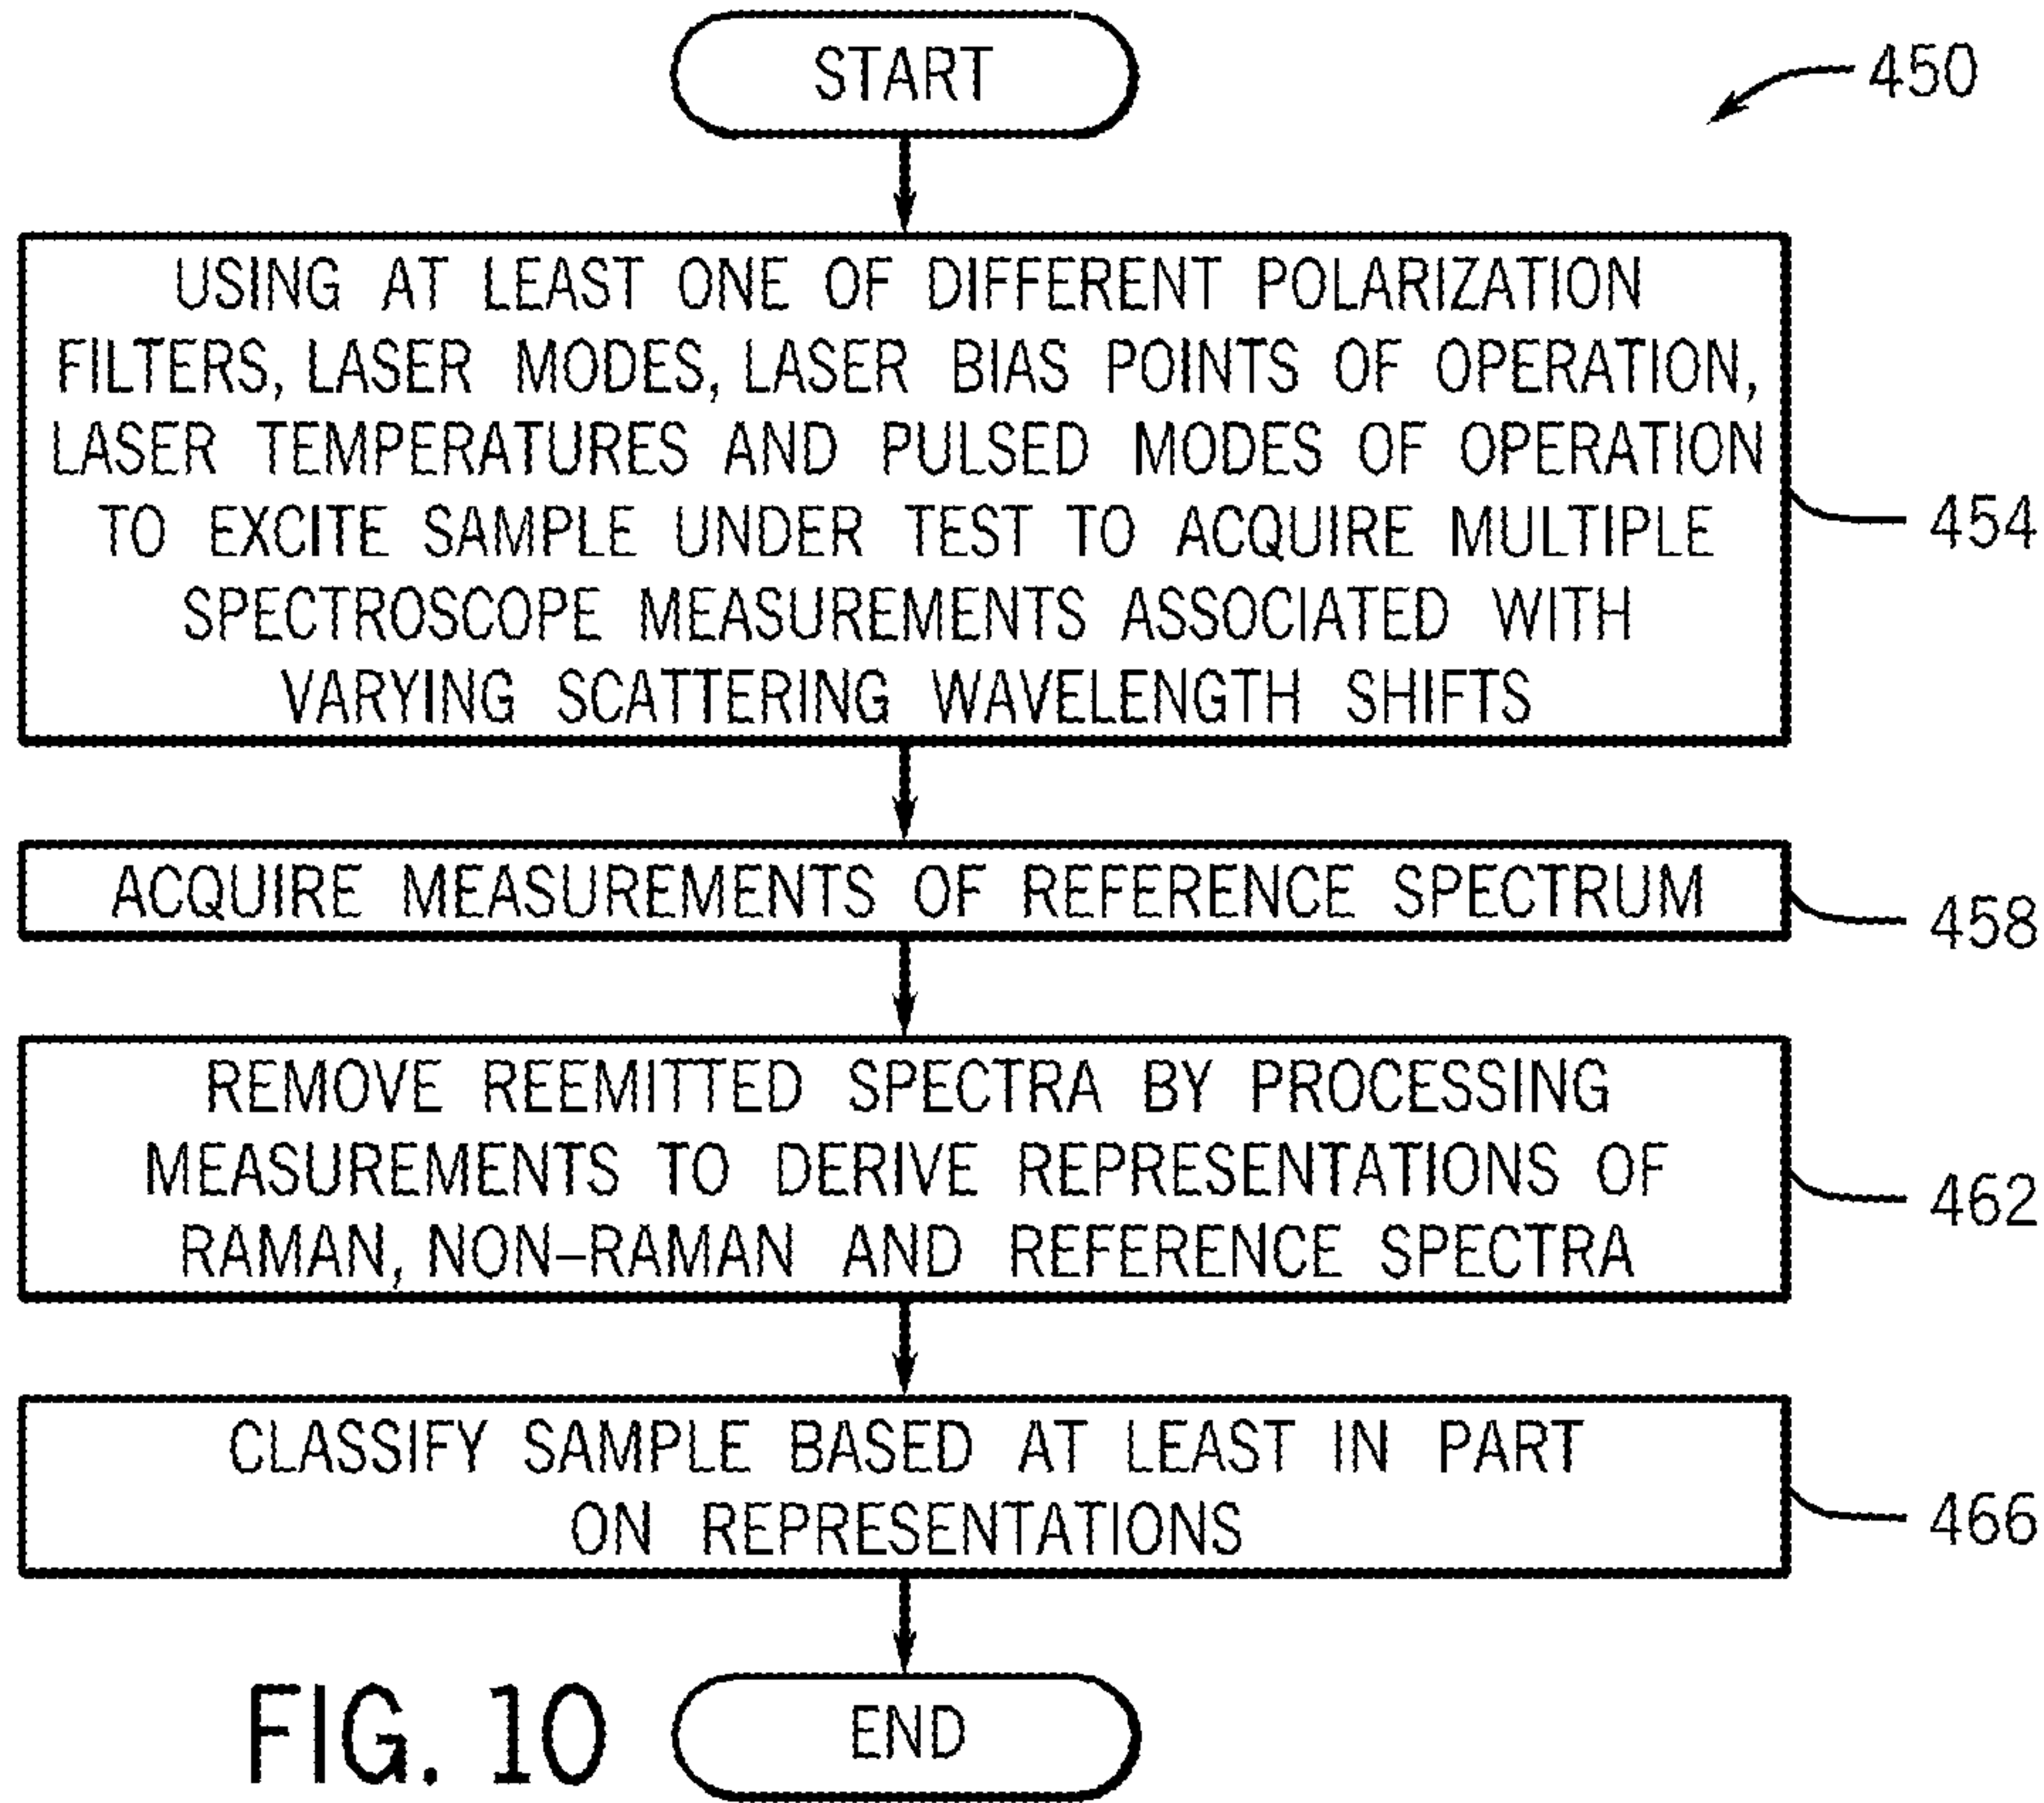 START
450
USING AT LEAST ONE OF DIFFERENT POLARIZATION
FILTERS, LASER MODES, LASER BIAS POINTS OF OPERATION,
LASER TEMPERATURES AND PULSED MODES OF OPERATION
TO EXCITE SAMPLE UNDER TEST TO ACQUIRE MULTIPLE
SPECTROSCOPE MEASUREMENTS ASSOCIATED WITH
VARYING SCATTERING WAVELENGTH SHIFTS
454
ACQUIRE MEASUREMENTS OF REFERENCE SPECTRUM
458
REMOVE REEMITTED SPECTRA BY PROCESSING
MEASUREMENTS TO DERIVE REPRESENTATIONS OF
RAMAN, NON–RAMAN AND REFERENCE SPECTRA
462
CLASSIFY SAMPLE BASED AT LEAST IN PART
ON REPRESENTATIONS
466
END
FIG. 10